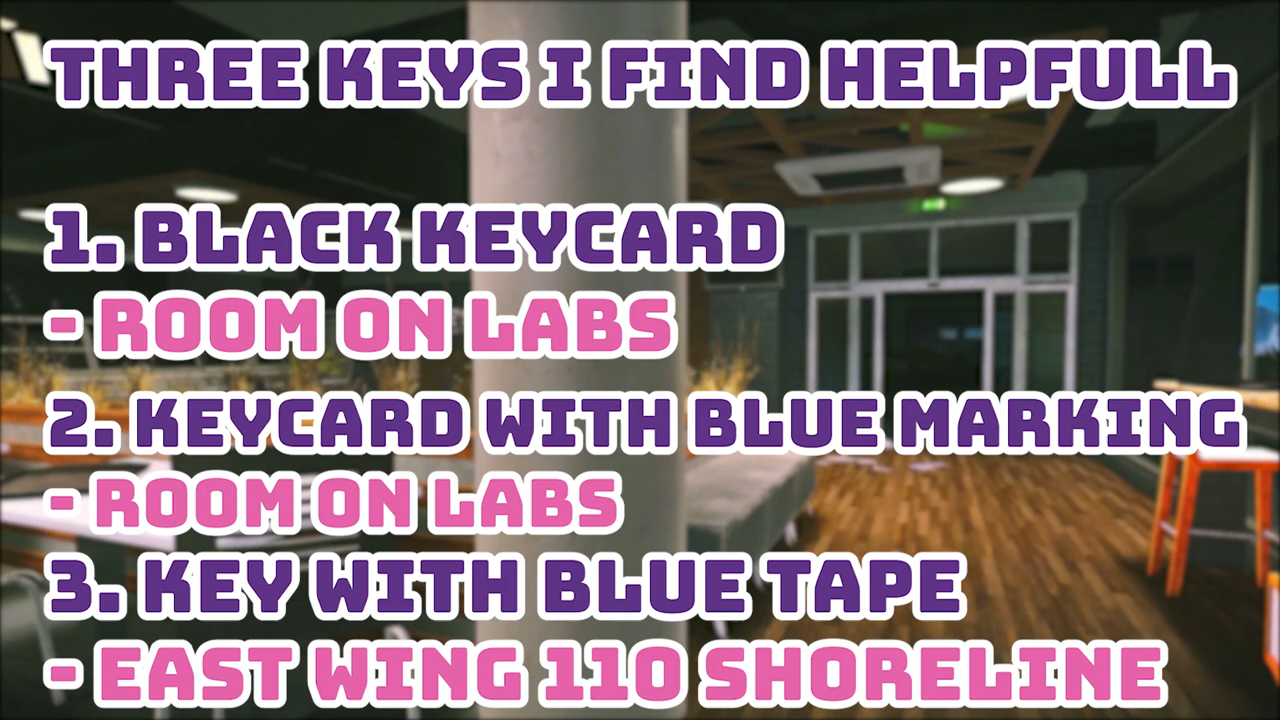 THREE KEYS I FIND HELPFULL
1. BLACK KEYCARD
- ROOM ON LABS
2. KEYCARD WITH BLUE MARKING
- ROOM ON LABS
3. KEY WITH BLUE TAPE
- EAST WING 110 SHORELINE